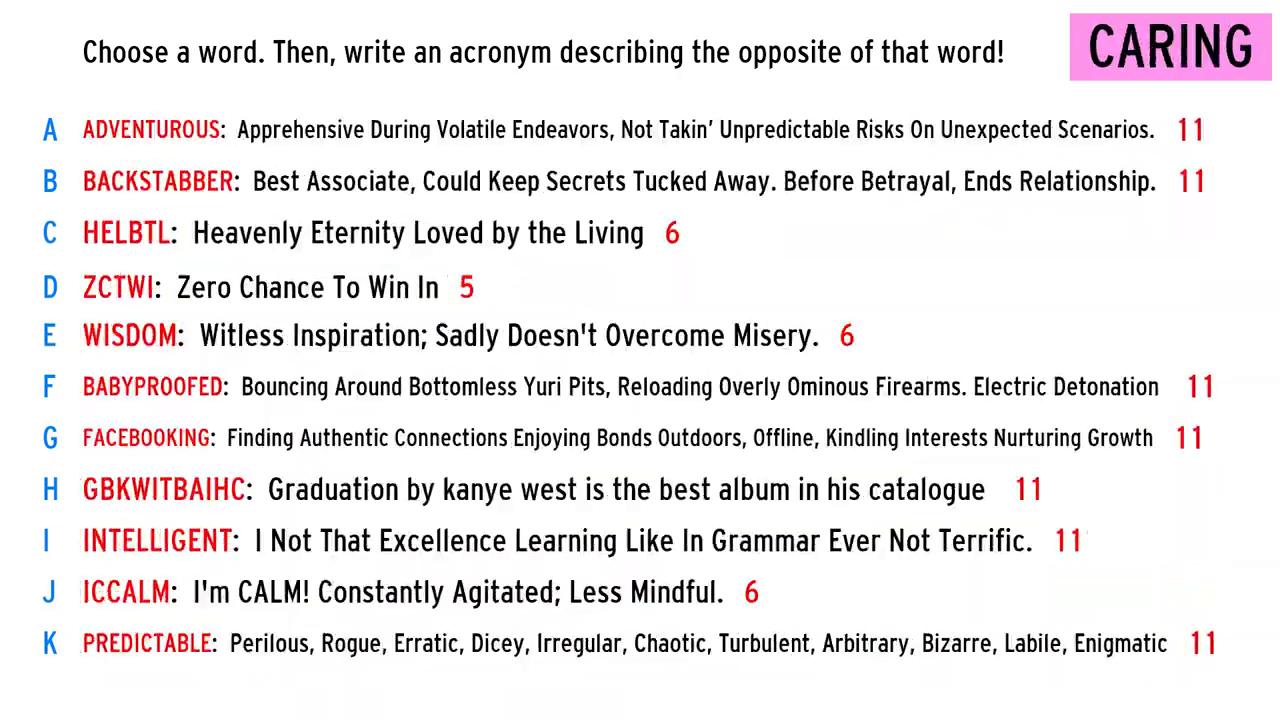 Choose a word. Then, write an acronym describing the opposite of that word!
CARING
A ADVENTUROUS: Apprehensive During Volatile Endeavors, Not Takin’ Unpredictable Risks On Unexpected Scenarios. 11
B BACKSTABBER: Best Associate, Could Keep Secrets Tucked Away. Before Betrayal, Ends Relationship. 11
C HELBTL: Heavenly Eternity Loved by the Living 6
D ZCTWI: Zero Chance To Win In 5
E WISDOM: Witless Inspiration; Sadly Doesn't Overcome Misery. 6
F BABYPROOFED: Bouncing Around Bottomless Yuri Pits, Reloading Overly Ominous Firearms. Electric Detonation 11
G FACEBOOKING: Finding Authentic Connections Enjoying Bonds Outdoors, Offline, Kindling Interests Nurturing Growth 11
H GBKWITBAIHC: Graduation by kanye west is the best album in his catalogue 11
I INTELLIGENT: I Not That Excellence Learning Like In Grammar Ever Not Terrific. 11
J ICCALM: I'm CALM! Constantly Agitated; Less Mindful. 6
K PREDICTABLE: Perilous, Rogue, Erratic, Dicey, Irregular, Chaotic, Turbulent, Arbitrary, Bizarre, Labile, Enigmatic 11